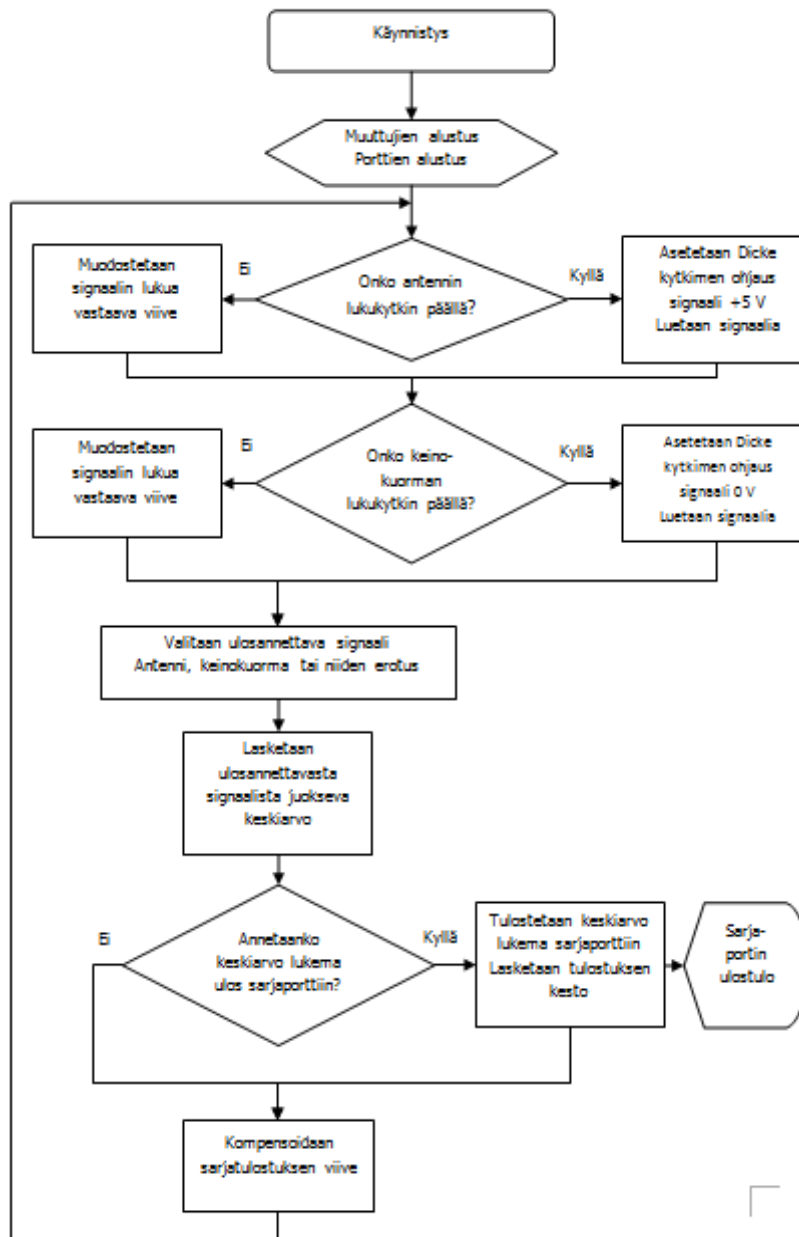 Käynnistys
Muuttujien alustus
Porttien alustus
Muodostetaan
signaalin lukua
vastaava viive
Ei
Onko antennin
lukukytkin päällä?
Kyllä
Asetetaan Dicke
kytkimen ohjaus
signaali +5 V
Luetaan signaalia
Muodostetaan
signaalin lukua
vastaava viive
Ei
Onko keino-
kuorman
lukukytkin päällä?
Kyllä
Asetetaan Dicke
kytkimen ohjaus
signaali 0 V
Luetaan signaalia
Valitaan ulosannettava signaali
Antenni, keinokuorma tai niiden erotus
Lasketaan
ulosannettavasta
signaalista juokseva
keskiarvo
Ei
Annetaanko
keskiarvo lukema
ulos sarjaporttiin?
Kyllä
Tulostetaan keskiarvo
lukema sarjaporttiin
Lasketaan tulostuksen
kesto
Sarja-
portin
ulostulo
Kompensoidaan
sarjatulostuksen viive